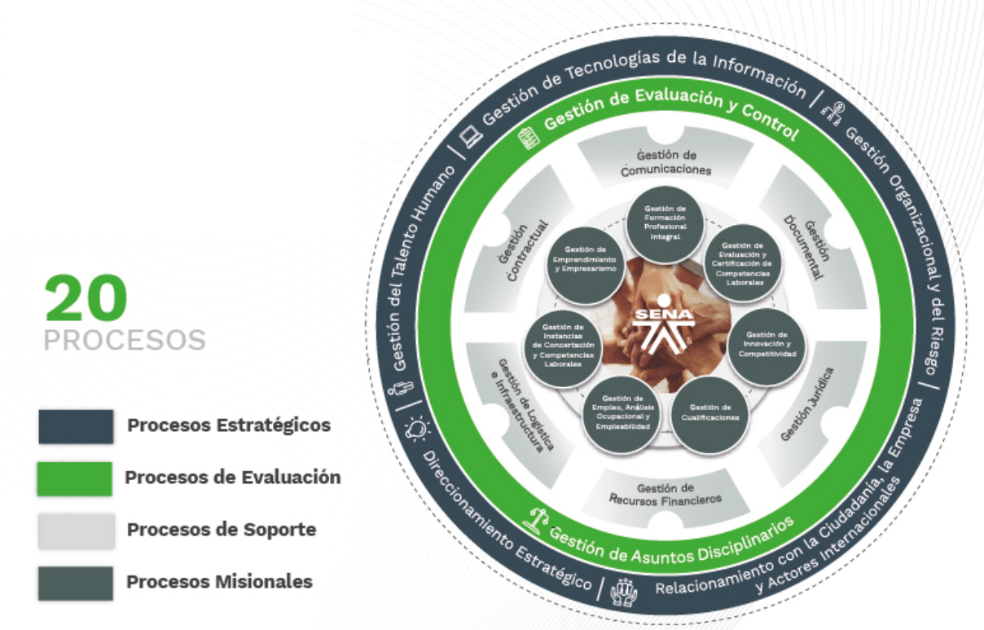 20
PROCESOS
Procesos Estratégicos
Procesos de Evaluación
Procesos de Soporte
Procesos Misionales
Gestión de Tecnologías de la Información
Gestión Organizacional y del Riesgo
Relacionamiento con la Ciudadanía, la Empresa
y Actores Internacionales
Direccionamiento Estratégico
Gestión del Talento Humano
Gestión de Evaluación y Control
Gestión de Asuntos Disciplinarios
Gestión de
Comunicaciones
Gestión
Documental
Gestión Jurídica
Gestión de
Recursos Financieros
Gestión de Logística
e Infraestructura
Gestión
Contractual
Gestión de
Formación
Profesional
Integral
Gestión de
Evaluación y
Certificación de
Competencias
Laborales
Gestión de
Innovación y
Competitividad
Gestión de
Cualificaciones
Gestión de
Empleo, Análisis
Ocupacional y
Empleabilidad
Gestión de
Instancias
de Concertación
y Competencias
Laborales
Gestión de
Emprendimiento
y Empresarismo
SENA